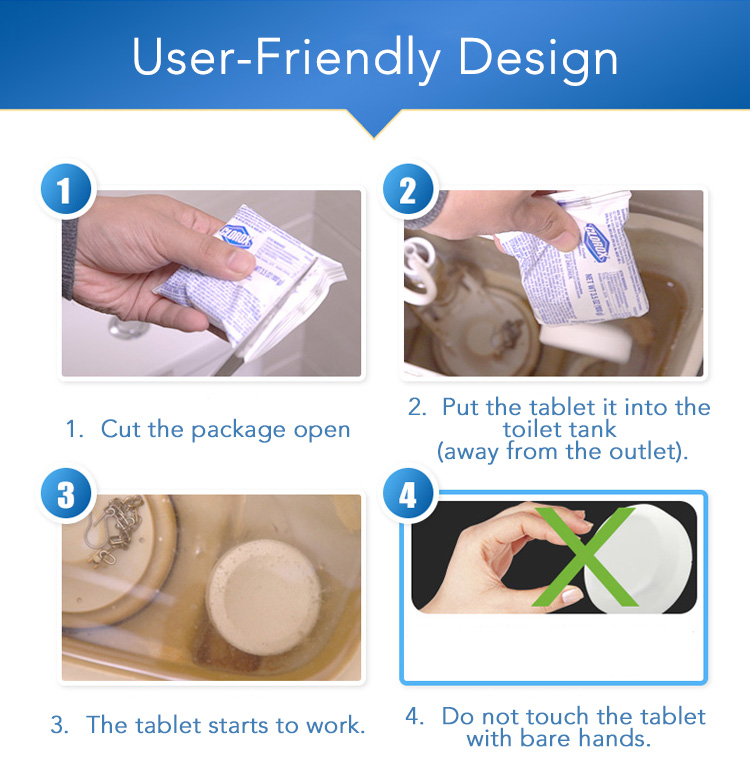 User-Friendly Design
1
2
CLOROX
CLOROX
1. Cut the package open
2. Put the tablet it into the
toilet tank
(away from the outlet).
3
4
3. The tablet starts to work.
4. Do not touch the tablet
with bare hands.